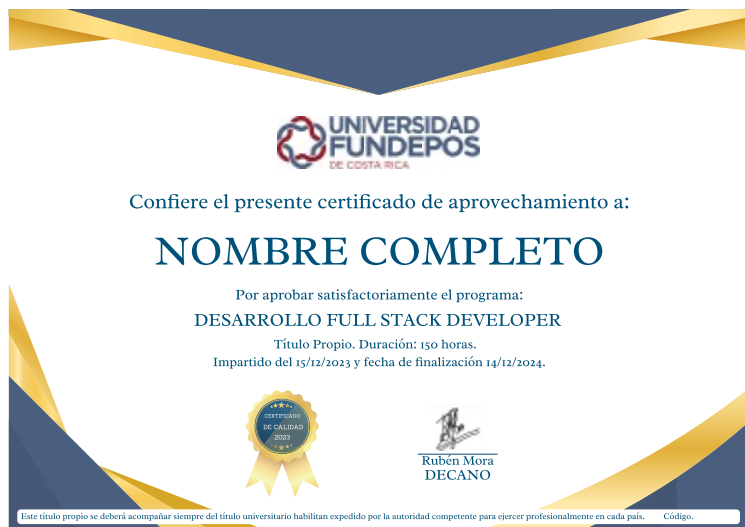 UNIVERSIDAD
FUNDEPOS
DE COSTA RICA
Confiere el presente certificado de aprovechamiento a:
NOMBRE COMPLETO
Por aprobar satisfactoriamente el programa:
DESARROLLO FULL STACK DEVELOPER
Título Propio. Duración: 150 horas.
Impartido del 15/12/2023 y fecha de finalización 14/12/2024.
CERTIFICADO
DE CALIDAD
2023
Rubén Mora
DECANO
Este título propio se deberá acompañar siempre del título universitario habilitan expedido por la autoridad competente para ejercer profesionalmente en cada país. Código.